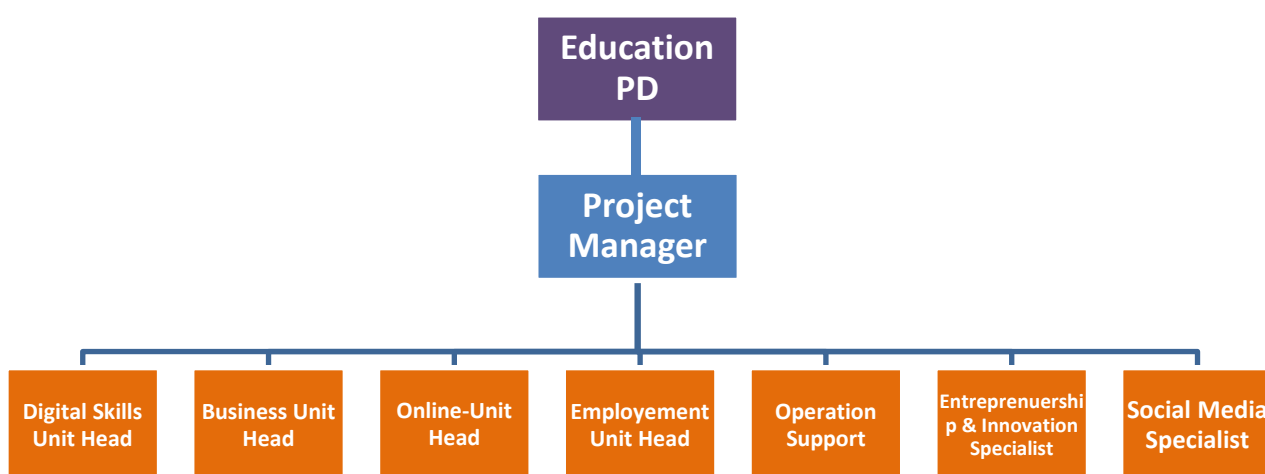 Education
PD
Project
Manager
Digital Skills
Unit Head
Business Unit
Head
Online-Unit
Head
Employement
Unit Head
Operation
Support
Entreprenuershi
p & Innovation
Specialist
Social Media
Specialist